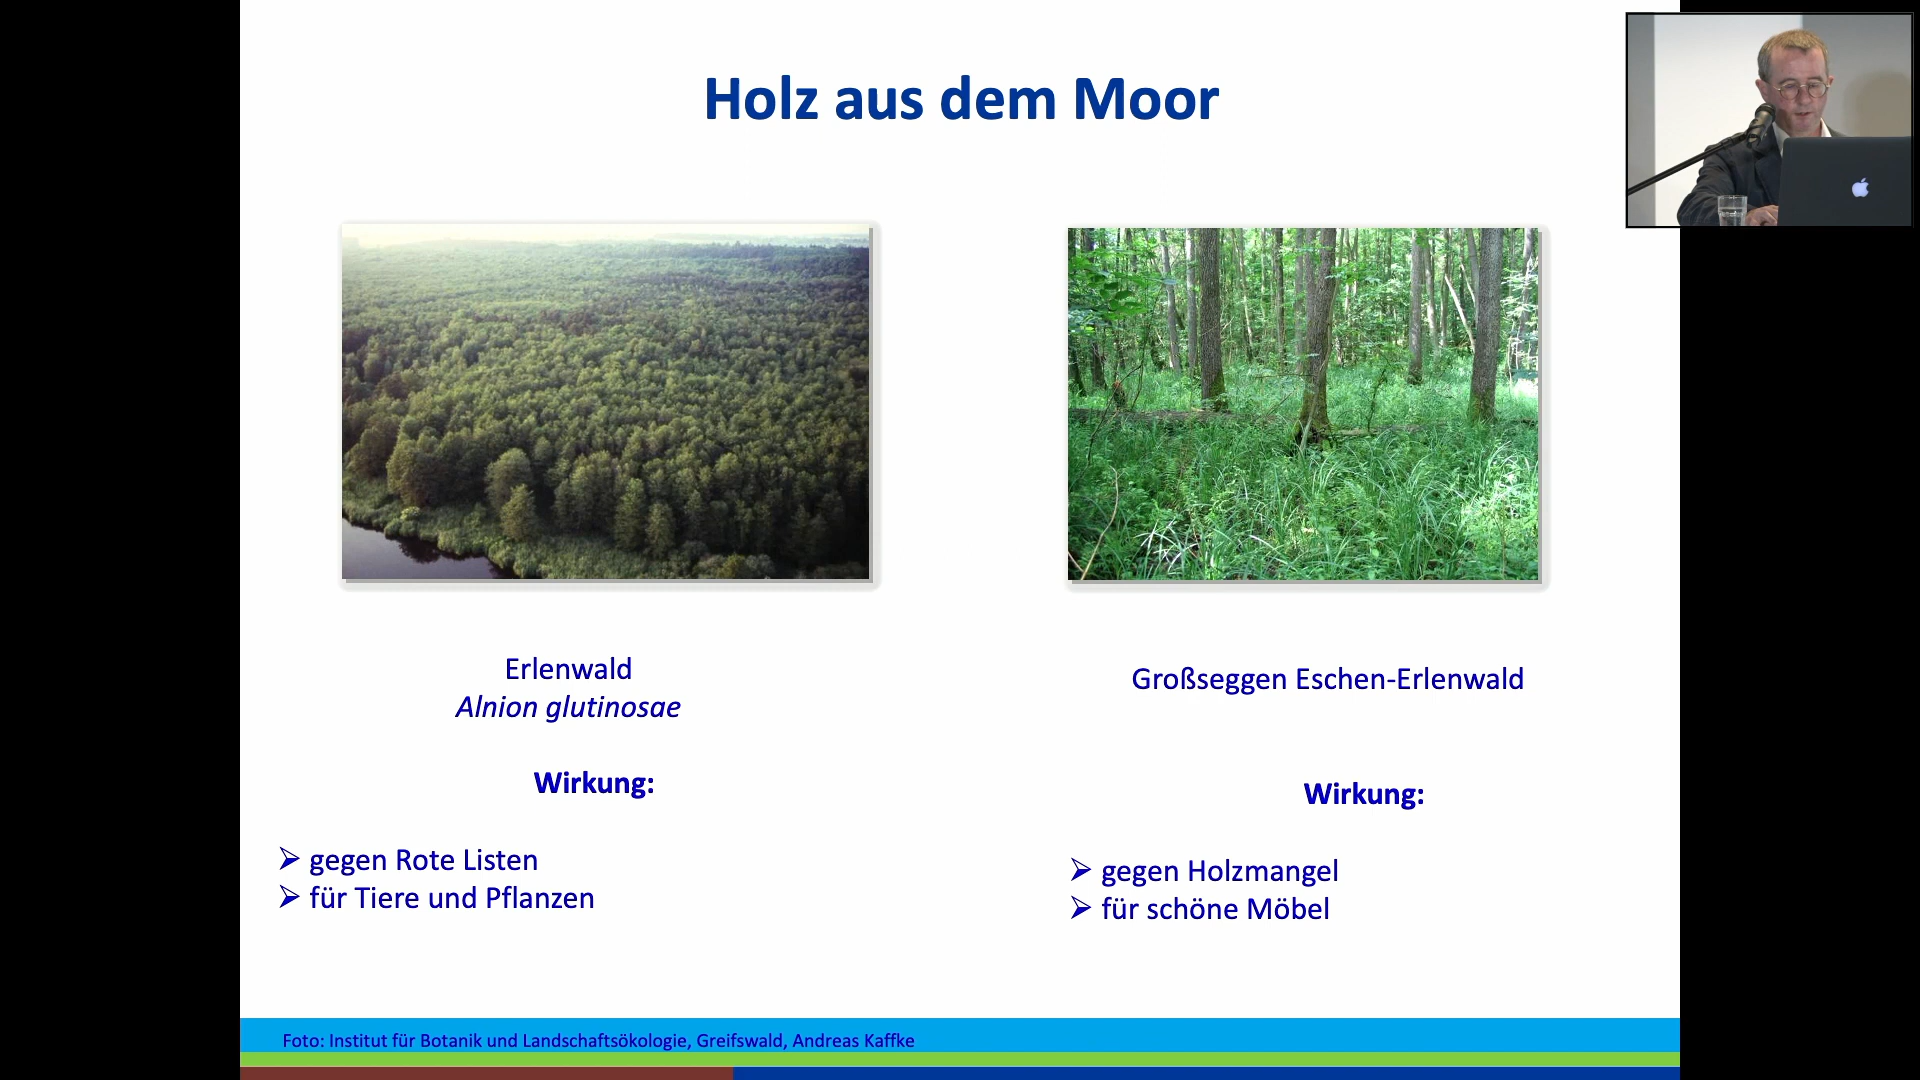 Holz aus dem Moor
Erlenwald
Alnion glutinosae
Wirkung:
➢ gegen Rote Listen
➢ für Tiere und Pflanzen
Großseggen Eschen-Erlenwald
Wirkung:
➢ gegen Holzmangel
➢ für schöne Möbel
Foto: Institut für Botanik und Landschaftsökologie, Greifswald, Andreas Kaffke